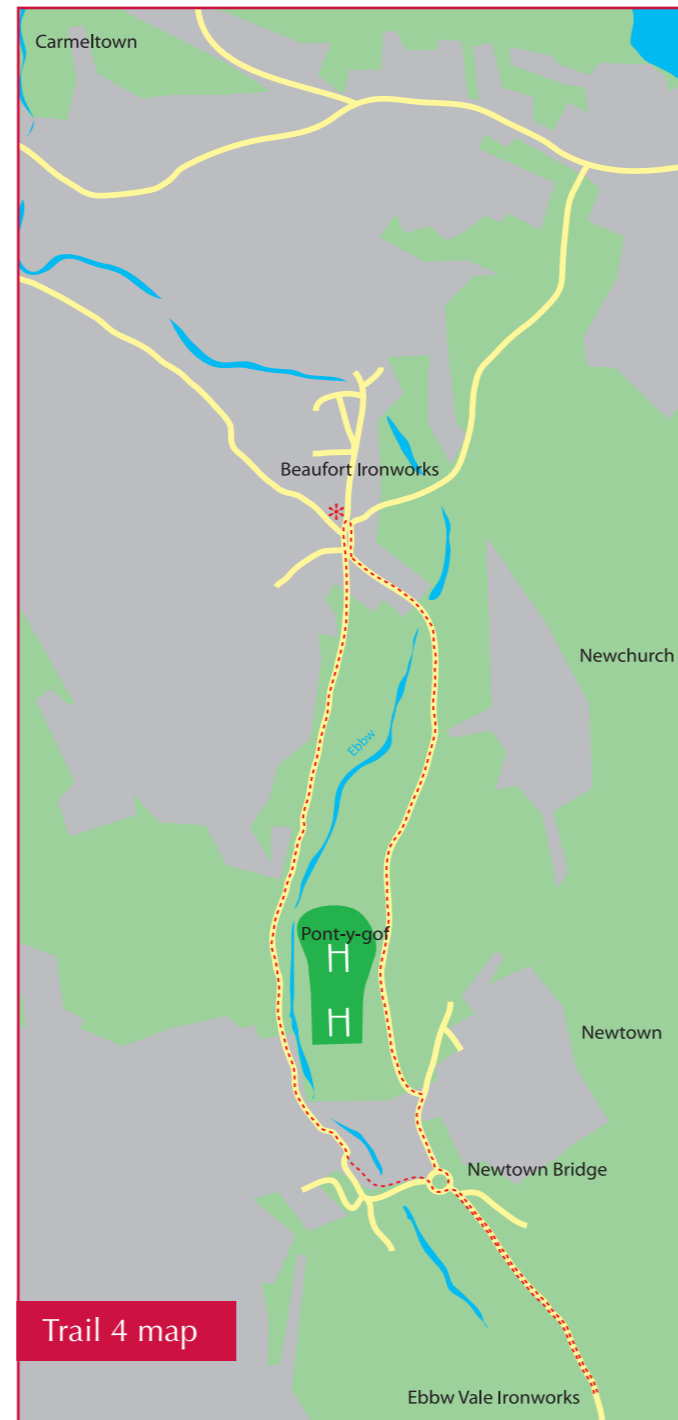 Carmeltown
Beaufort Ironworks
*
Newchurch
Ebbw
Pont-y-gof
H
H
Newtown
Newtown Bridge
Trail 4 map
Ebbw Vale Ironworks